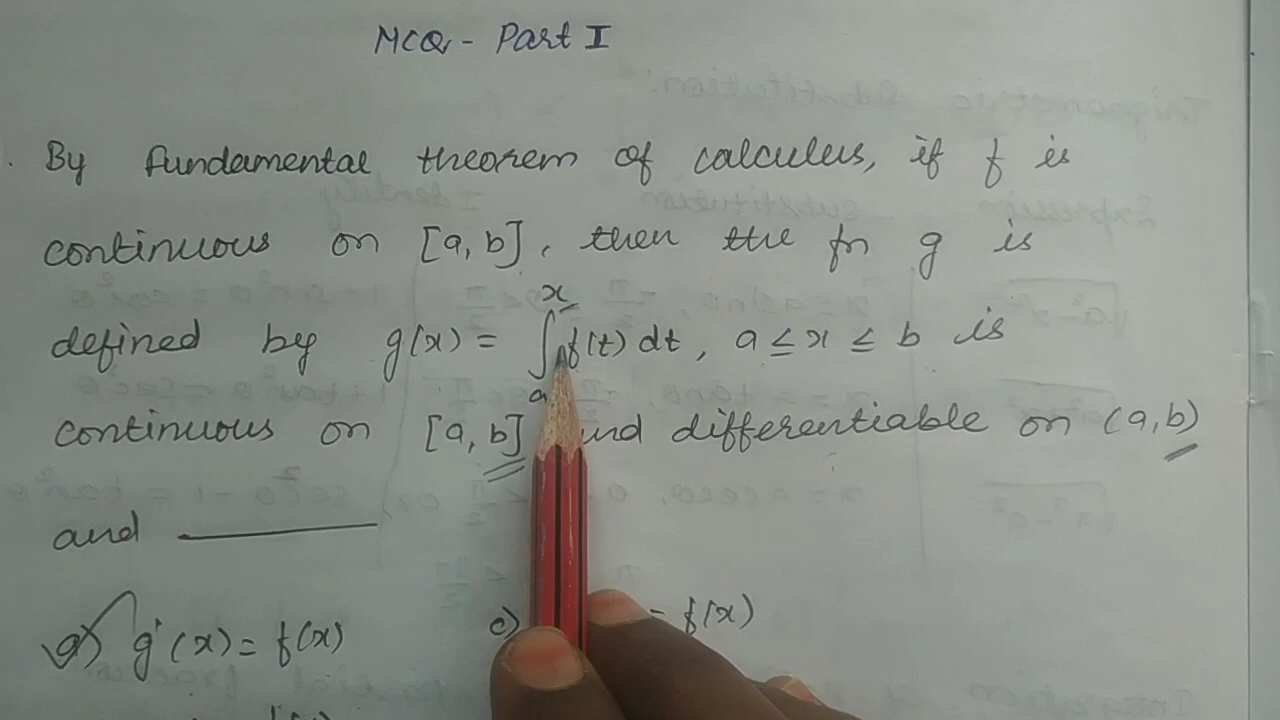 MCQ - Part I
. By fundamental theorem of calculus, if f is
continuous on [a, b], then the fn g is
defined by g(x) = ∫ₐˣ f(t) dt, a ≤ x ≤ b is
continuous on [a, b] and differentiable on (a, b)
and ________
a) g'(x) = f(x)
c) = f(x)